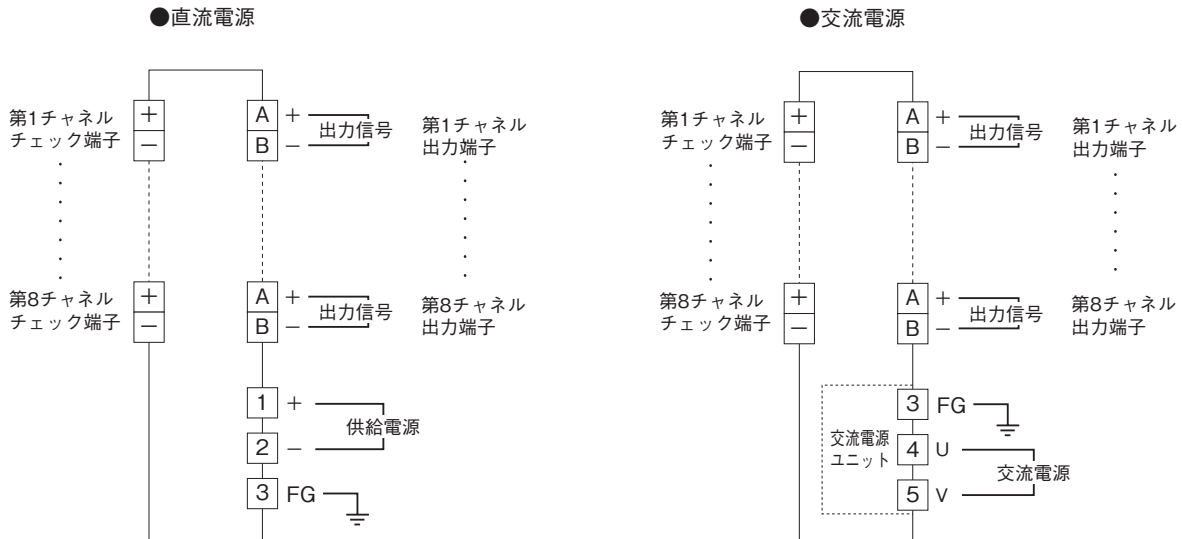 ●直流電源
第1チャネル
チェック端子
+
−
A
B
+
−
出力信号
第1チャネル
出力端子
第8チャネル
チェック端子
+
−
A
B
+
−
出力信号
第8チャネル
出力端子
1
+
2
−
供給電源
3
FG
●交流電源
第1チャネル
チェック端子
+
−
A
B
+
−
出力信号
第1チャネル
出力端子
第8チャネル
チェック端子
+
−
A
B
+
−
出力信号
第8チャネル
出力端子
交流電源
ユニット
3
FG
4
U
5
V
交流電源